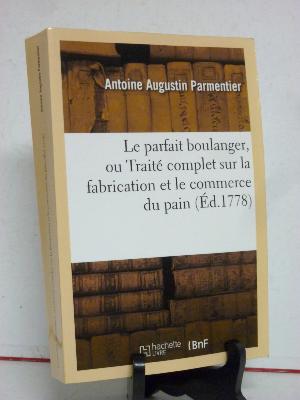 Antoine Augustin Parmentier
Le parfait boulanger,
ou Traité complet sur la
fabrication et le commerce
du pain (Éd.1778)
hachette
LIVRE
{BnF